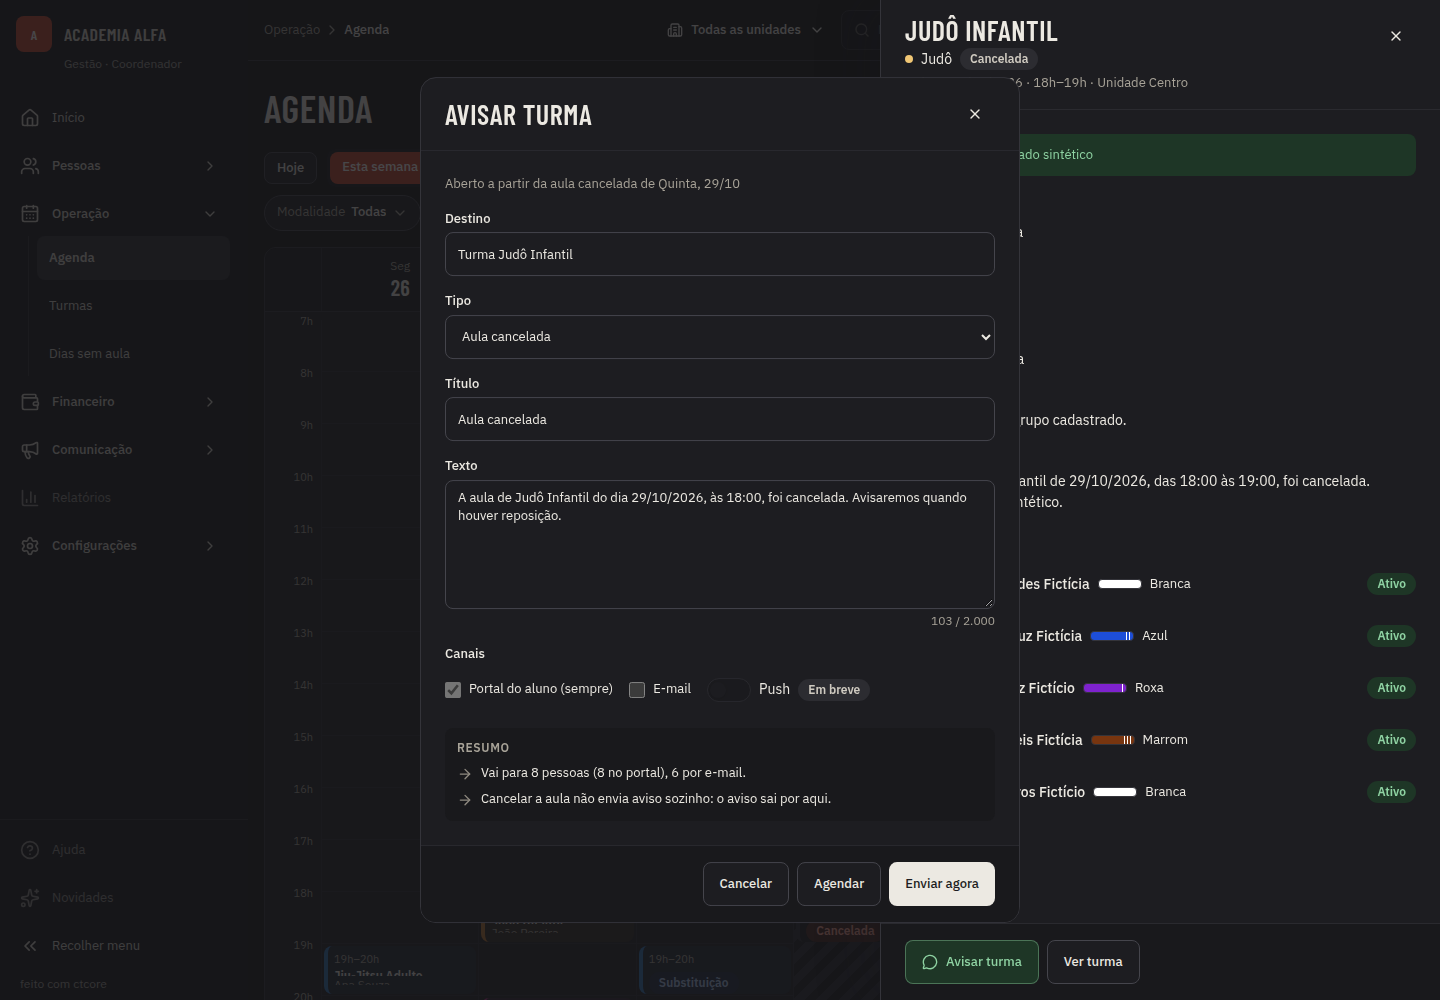 A
ACADEMIA ALFA
Gestão · Coordenador
Início
Pessoas
Operação
Agenda
Turmas
Dias sem aula
Financeiro
Comunicação
Relatórios
Configurações
Ajuda
Novidades
Recolher menu
feito com ctcore
Operação > Agenda
Todas as unidades
AGENDA
Hoje
Esta semana
Modalidade Todas
Seg
26
7h
8h
9h
10h
11h
12h
13h
14h
15h
16h
17h
18h
19h
20h
19h–20h
Jiu-Jitsu Adulto
19h–20h
Substituição
Cancelada
AVISAR TURMA
Aberto a partir da aula cancelada de Quinta, 29/10
Destino
Turma Judô Infantil
Tipo
Aula cancelada
Título
Aula cancelada
Texto
A aula de Judô Infantil do dia 29/10/2026, às 18:00, foi cancelada. Avisaremos quando
houver reposição.
103 / 2.000
Canais
Portal do aluno (sempre)
E-mail
Push
Em breve
RESUMO
Vai para 8 pessoas (8 no portal), 6 por e-mail.
Cancelar a aula não envia aviso sozinho: o aviso sai por aqui.
Cancelar
Agendar
Enviar agora
JUDÔ INFANTIL
Judô Cancelada
· 18h–19h · Unidade Centro
sintético
cadastrado.
de 29/10/2026, das 18:00 às 19:00, foi cancelada.
Fictícia Branca Ativo
Fictícia Azul Ativo
Fictício Roxa Ativo
Fictícia Marrom Ativo
Fictício Branca Ativo
Avisar turma
Ver turma